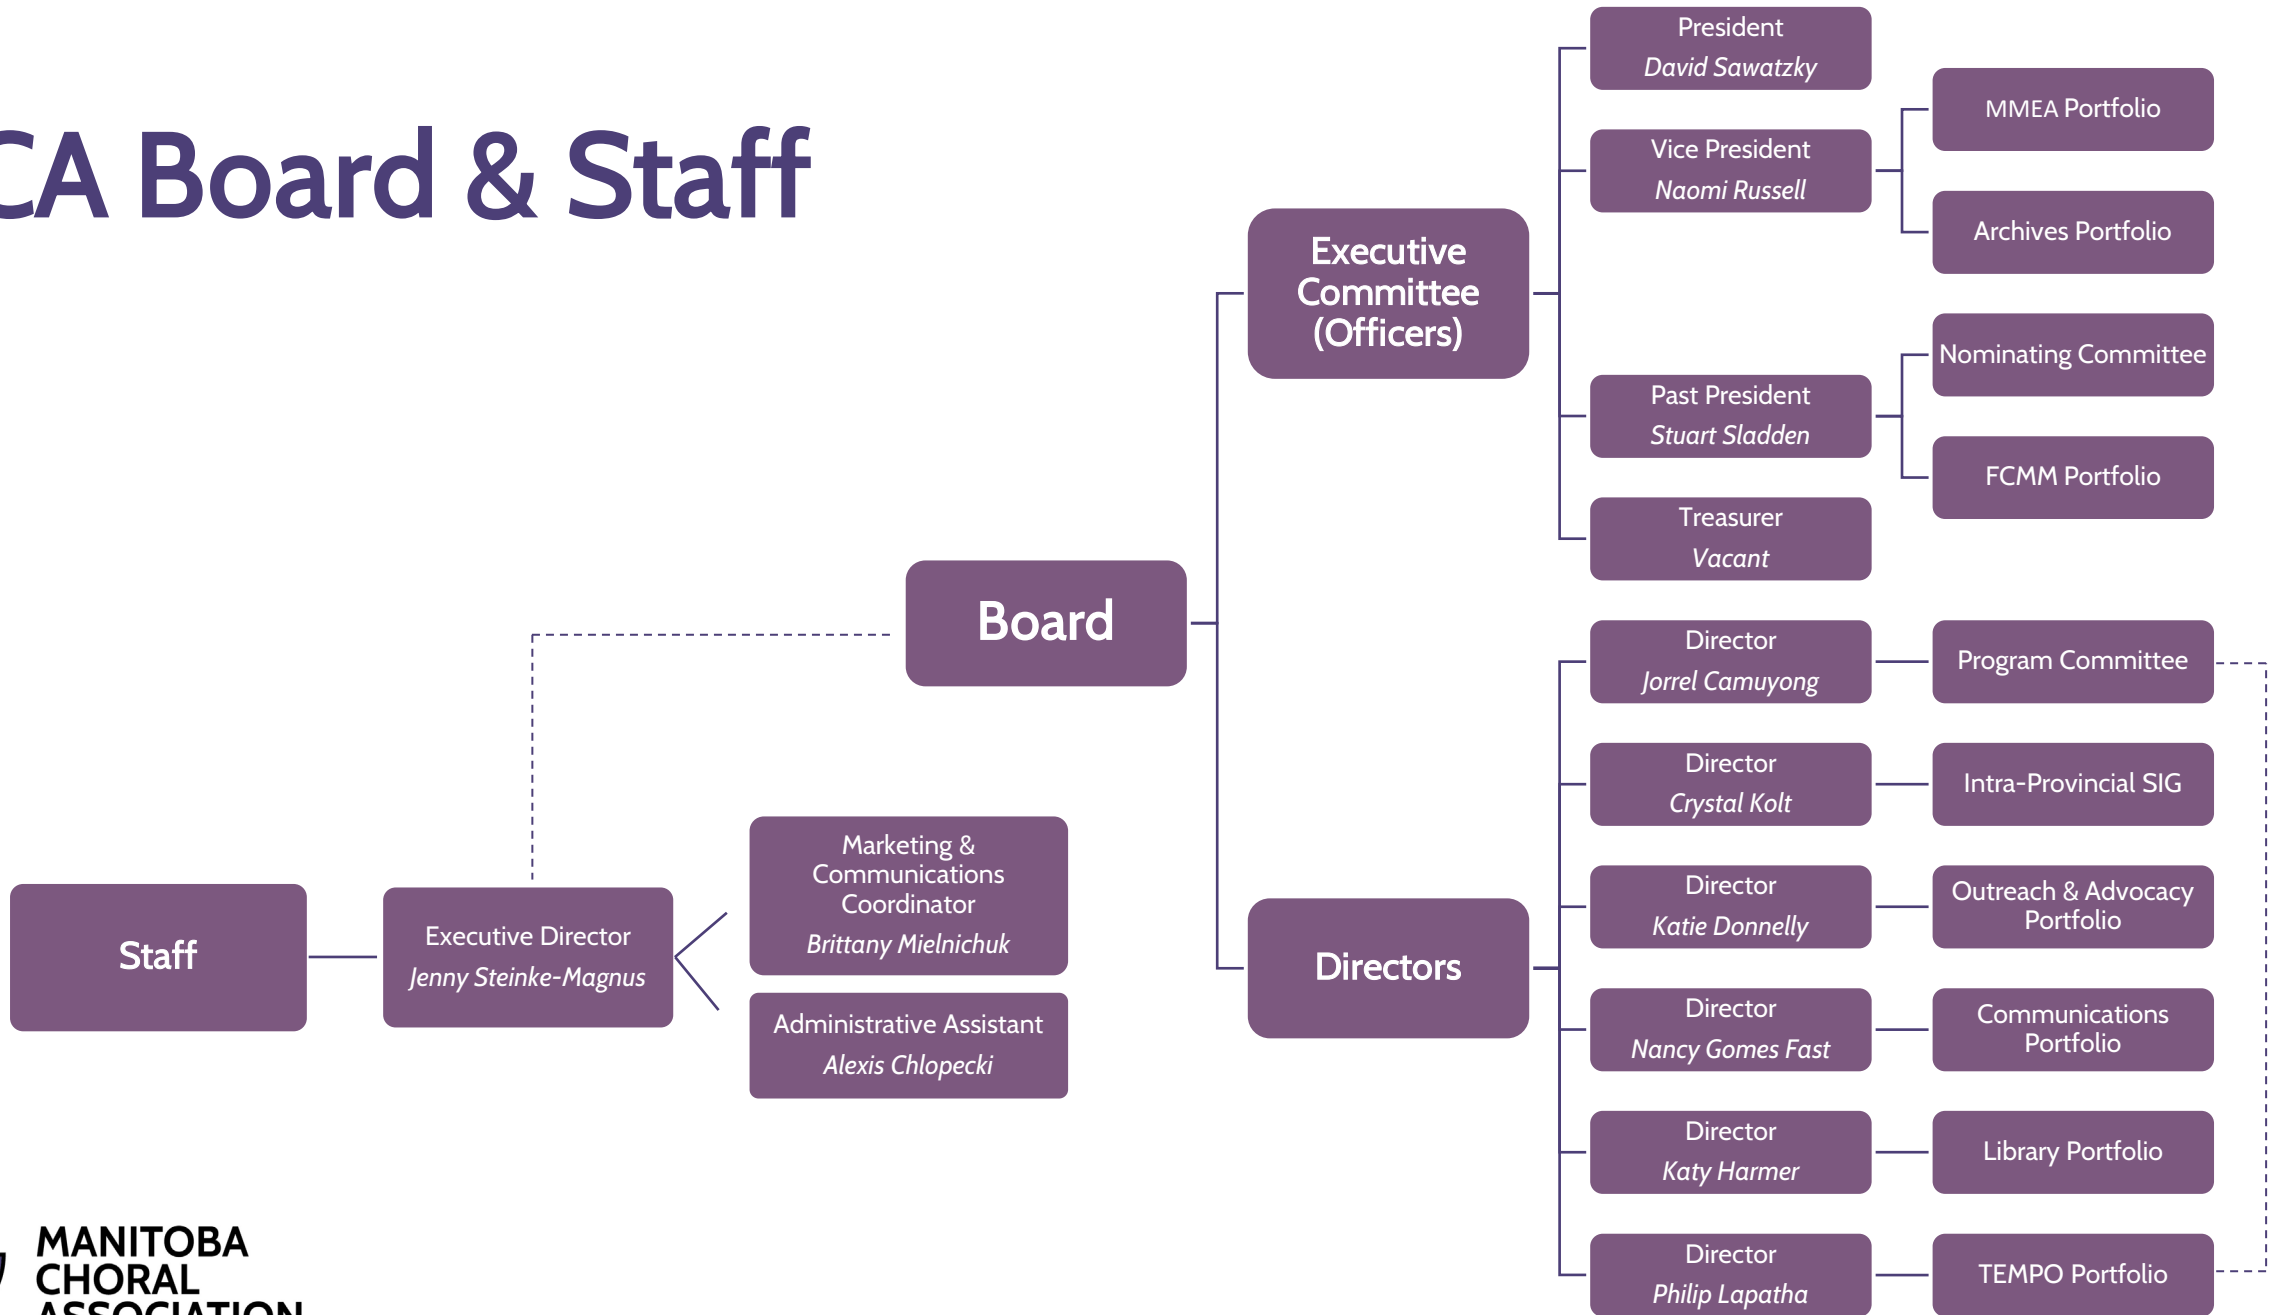 CA Board & Staff
President
David Sawatzky
Vice President
Naomi Russell
MMEA Portfolio
Archives Portfolio
Executive
Committee
(Officers)
Past President
Stuart Sladden
Nominating Committee
FCMM Portfolio
Treasurer
Vacant
Board
Director
Jorrel Camuyong
Program Committee
Director
Crystal Kolt
Intra-Provincial SIG
Director
Katie Donnelly
Outreach & Advocacy
Portfolio
Directors
Director
Nancy Gomes Fast
Communications
Portfolio
Director
Katy Harmer
Library Portfolio
Director
Philip Lapatha
TEMPO Portfolio
Staff
Executive Director
Jenny Steinke-Magnus
Marketing &
Communications
Coordinator
Brittany Mielnichuk
Administrative Assistant
Alexis Chlopecki
MANITOBA
CHORAL
ASSOCIATION